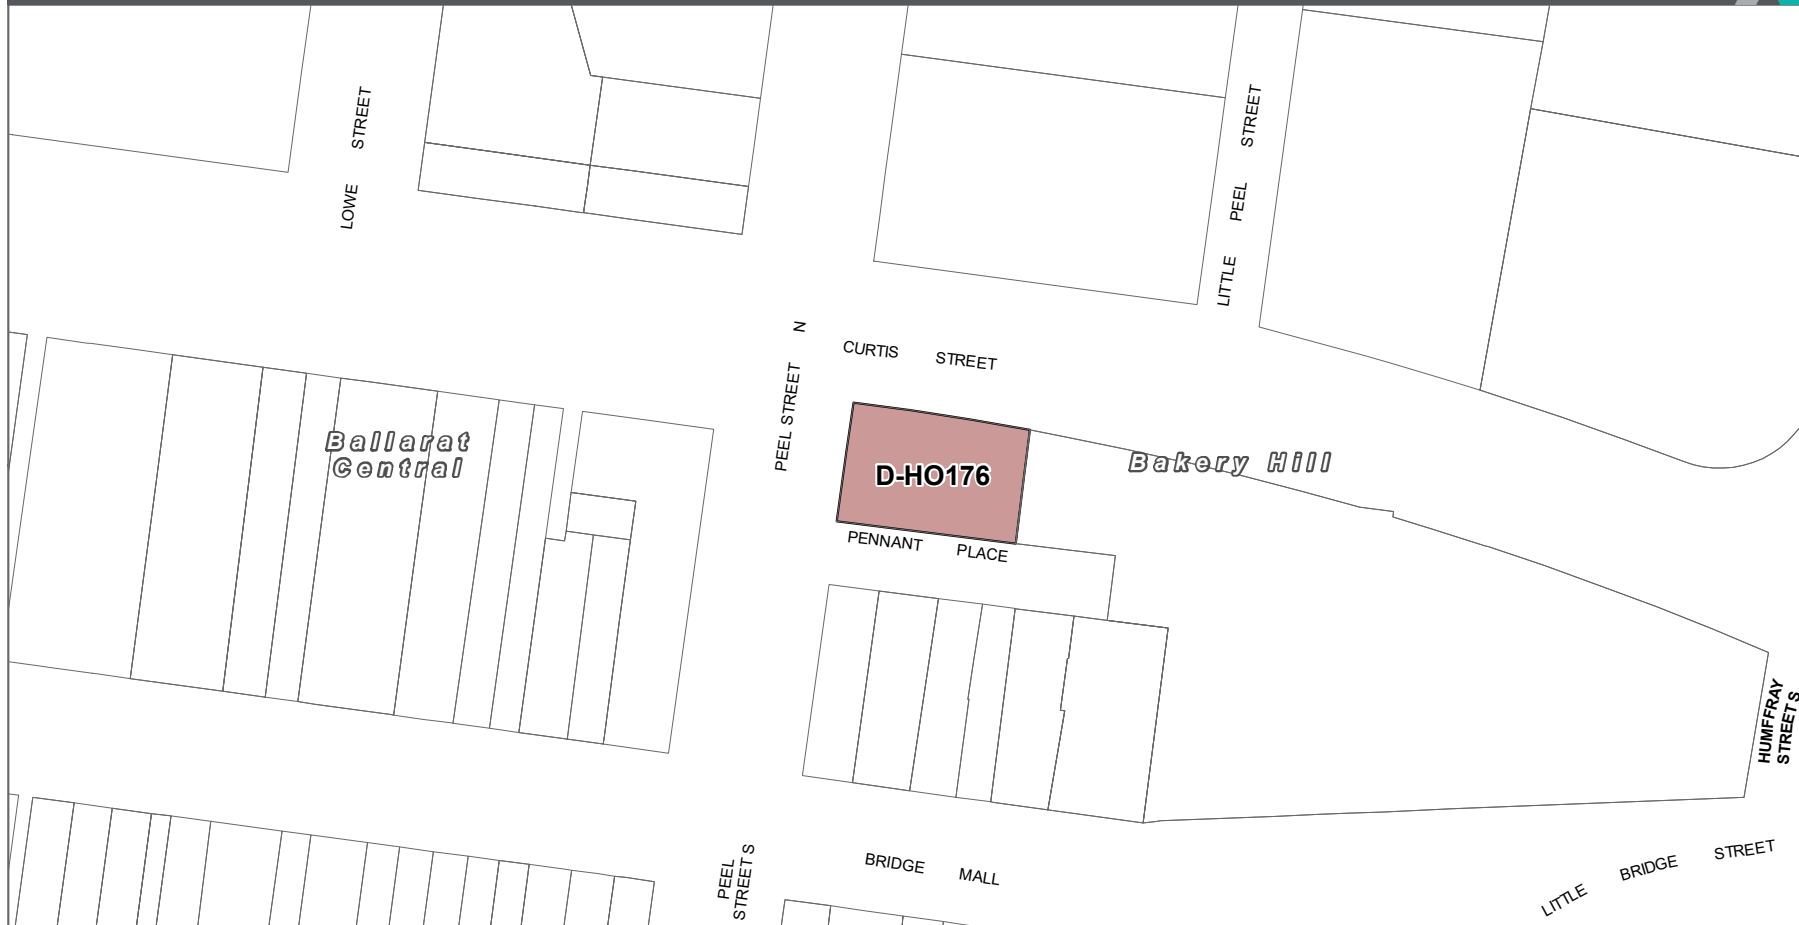 LOWE STREET
LITTLE PEEL STREET
PEEL STREET N
CURTIS STREET
Ballarat
Central
D-HO176
Bakery Hill
PENNANT PLACE
HUMFFRAY
STREET S
BRIDGE MALL
PEEL
STREET S
LITTLE BRIDGE STREET